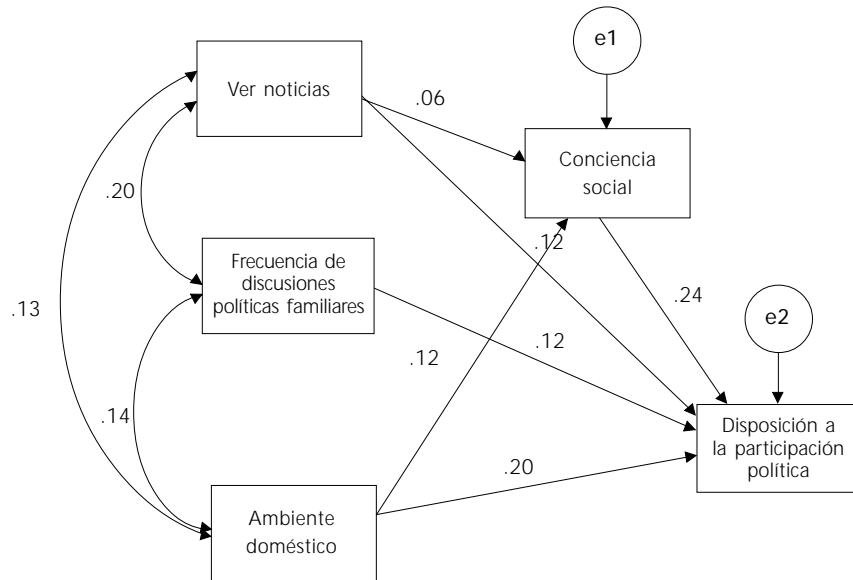 e1
Ver noticias
.06
Conciencia
social
.20
.12
Frecuencia de
discusiones
políticas familiares
.24
.13
e2
.12
.12
.14
Disposición a
la participación
política
.20
Ambiente
doméstico